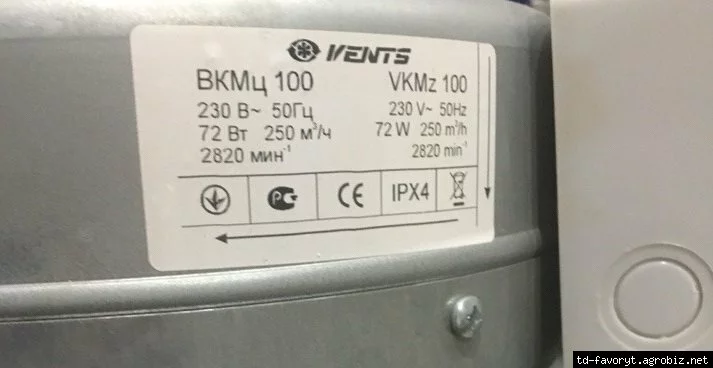 VENTS
ВКМц 100 VKMz 100
230 В~ 50Гц 230 V~ 50Hz
72 Вт 250 м³/ч 72 W 250 m³/h
2820 мин⁻¹ 2820 min⁻¹
РС CE IPX4
td-favoryt.agrobiz.net